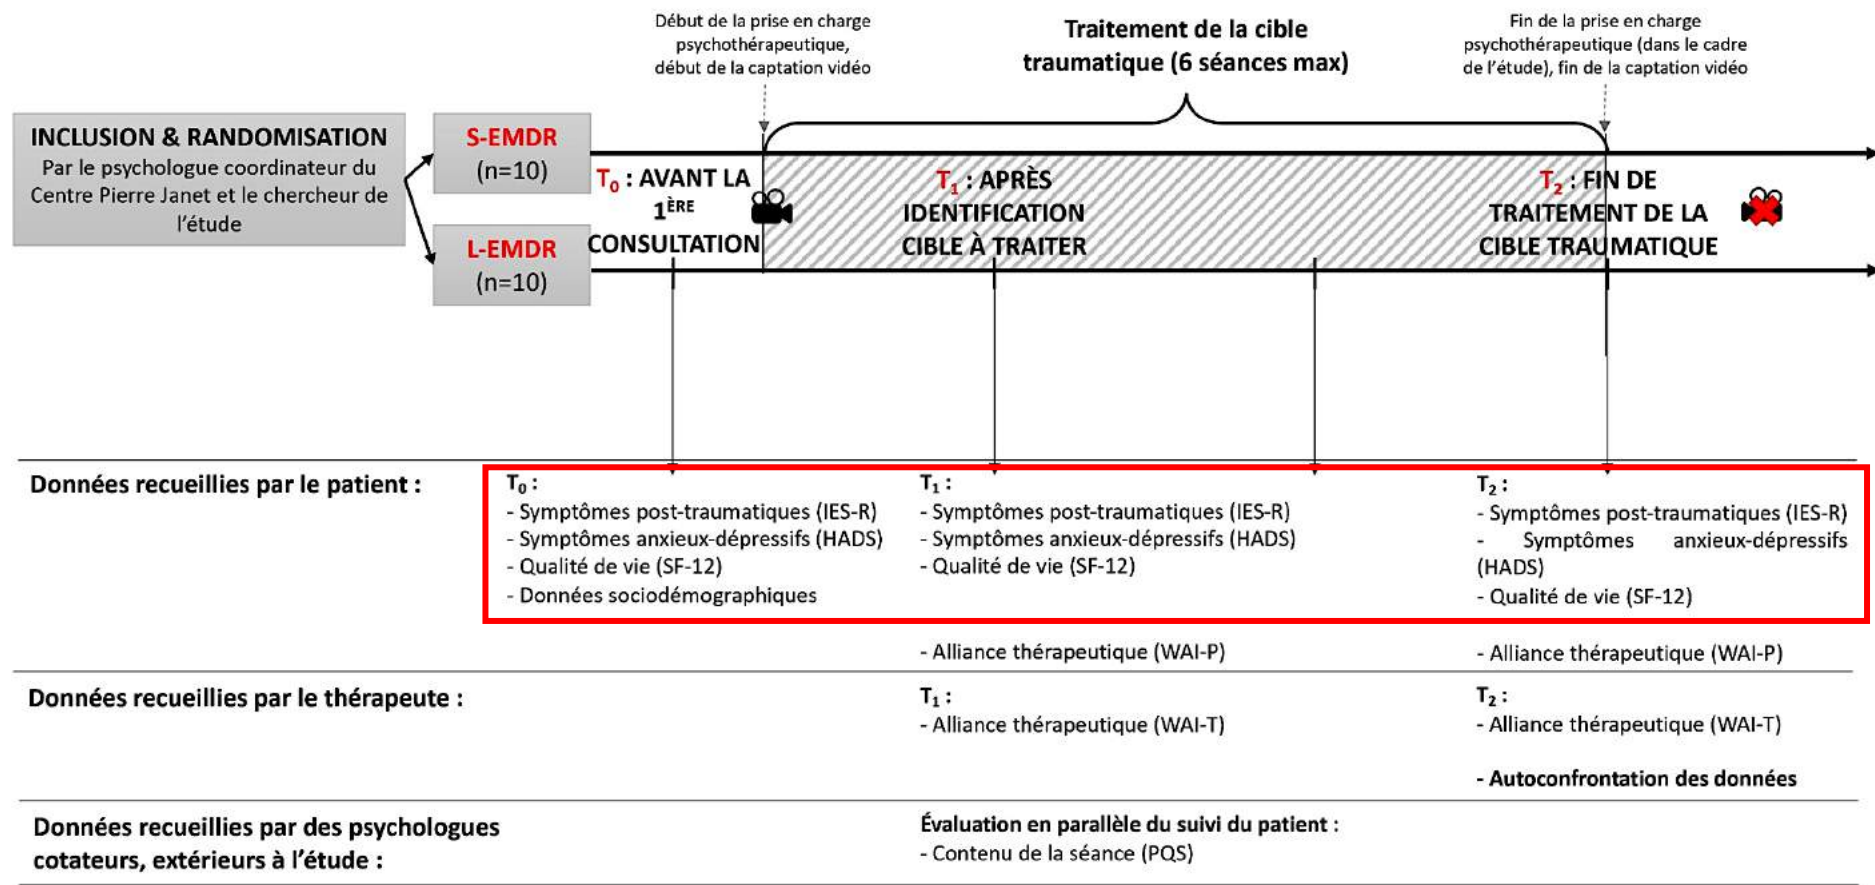 Début de la prise en charge
psychothérapeutique,
début de la captation vidéo
Traitement de la cible
traumatique (6 séances max)
Fin de la prise en charge
psychothérapeutique (dans le cadre
de l'étude), fin de la captation vidéo
INCLUSION & RANDOMISATION
Par le psychologue coordinateur du
Centre Pierre Janet et le chercheur de
l'étude
S-EMDR
(n=10)
L-EMDR
(n=10)
T₀ : AVANT LA
1ÈRE
CONSULTATION
T₁ : APRÈS
IDENTIFICATION
CIBLE À TRAITER
T₂ : FIN DE
TRAITEMENT DE LA
CIBLE TRAUMATIQUE
Données recueillies par le patient :
T₀ :
- Symptômes post-traumatiques (IES-R)
- Symptômes anxieux-dépressifs (HADS)
- Qualité de vie (SF-12)
- Données sociodémographiques
T₁ :
- Symptômes post-traumatiques (IES-R)
- Symptômes anxieux-dépressifs (HADS)
- Qualité de vie (SF-12)
- Alliance thérapeutique (WAI-P)
T₂ :
- Symptômes post-traumatiques (IES-R)
- Symptômes anxieux-dépressifs
(HADS)
- Qualité de vie (SF-12)
- Alliance thérapeutique (WAI-P)
Données recueillies par le thérapeute :
T₁ :
- Alliance thérapeutique (WAI-T)
T₂ :
- Alliance thérapeutique (WAI-T)
- Autoconfrontation des données
Données recueillies par des psychologues
cotateurs, extérieurs à l'étude :
Évaluation en parallèle du suivi du patient :
- Contenu de la séance (PQS)